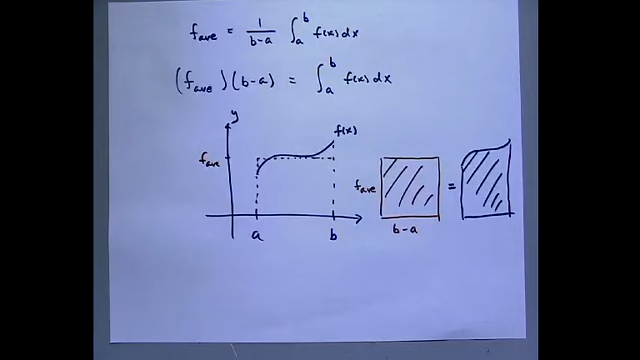 f_ave = 1/(b-a) ∫_a^b f(x)dx
(f_ave)(b-a) = ∫_a^b f(x)dx
y
f(x)
f_ave
f_ave
=
b-a
a
b